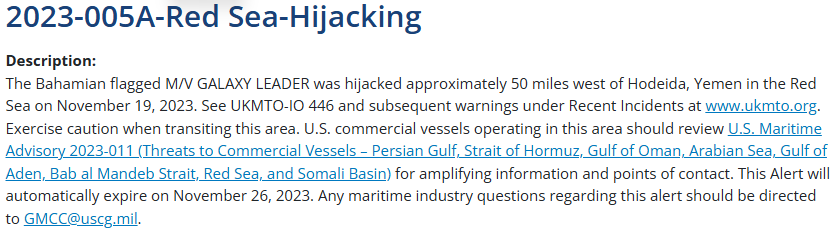 2023-005A-Red Sea-Hijacking
Description:
The Bahamian flagged M/V GALAXY LEADER was hijacked approximately 50 miles west of Hodeida, Yemen in the Red
Sea on November 19, 2023. See UKMTO-IO 446 and subsequent warnings under Recent Incidents at www.ukmto.org.
Exercise caution when transiting this area. U.S. commercial vessels operating in this area should review U.S. Maritime
Advisory 2023-011 (Threats to Commercial Vessels – Persian Gulf, Strait of Hormuz, Gulf of Oman, Arabian Sea, Gulf of
Aden, Bab al Mandeb Strait, Red Sea, and Somali Basin) for amplifying information and points of contact. This Alert will
automatically expire on November 26, 2023. Any maritime industry questions regarding this alert should be directed
to GMCC@uscg.mil.